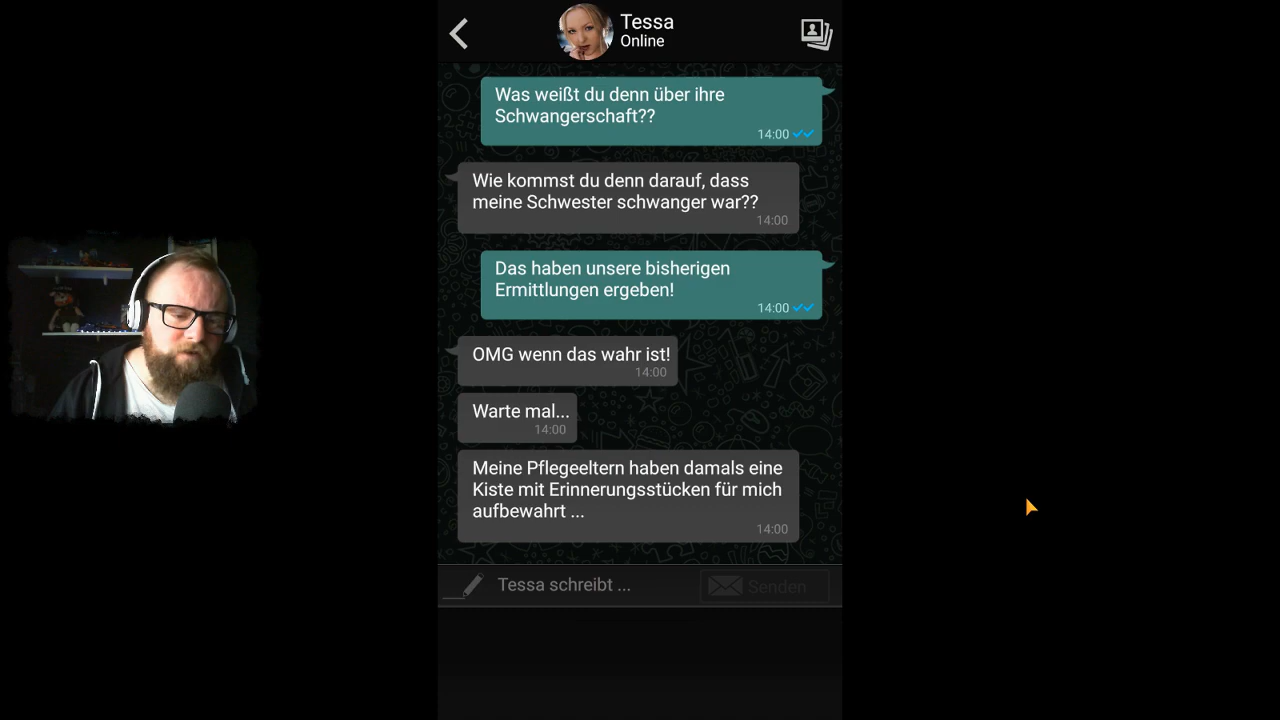 Tessa
Online
Was weißt du denn über ihre
Schwangerschaft??
14:00
Wie kommst du denn darauf, dass
meine Schwester schwanger war??
14:00
Das haben unsere bisherigen
Ermittlungen ergeben!
14:00
OMG wenn das wahr ist!
14:00
Warte mal...
14:00
Meine Pflegeeltern haben damals eine
Kiste mit Erinnerungsstücken für mich
aufbewahrt ...
14:00
Tessa schreibt ...
Senden